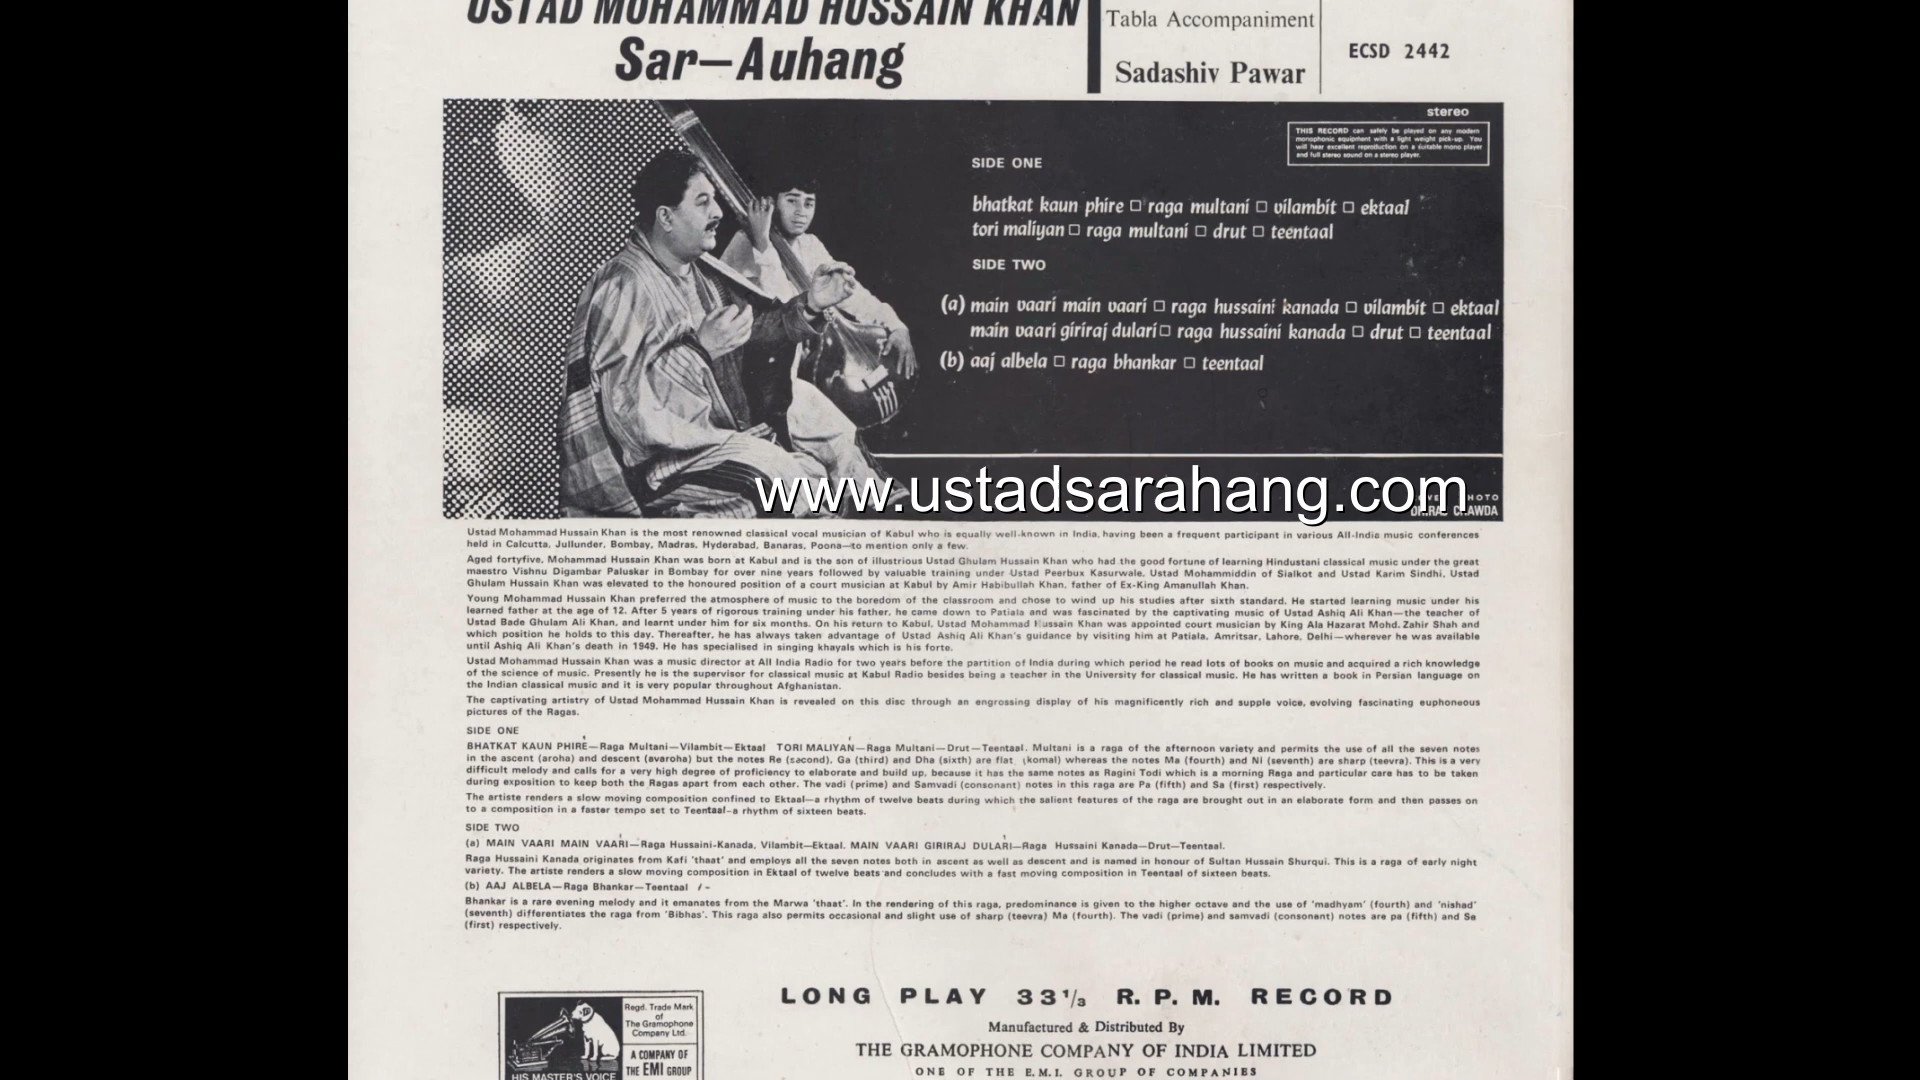 USTAD MOHAMMAD HUSSAIN KHAN
Sar—Auhang
Tabla Accompaniment
Sadashiv Pawar
ECSD 2442
stereo
THIS RECORD can safely be played on any modern
monophonic equipment with a light weight pick-up. You
will hear excellent reproduction on a suitable mono player
and full stereo sound on a stereo player.
SIDE ONE
bhatkat kaun phire □ raga multani □ vilambit □ ektaal
tori maliyan □ raga multani □ drut □ teentaal
SIDE TWO
(a) main vaari main vaari □ raga hussaini kanada □ vilambit □ ektaal
main vaari giriraj dulari □ raga hussaini kanada □ drut □ teentaal
(b) aaj albela □ raga bhankar □ teentaal
www.ustadsarahang.com
Ustad Mohammad Hussain Khan is the most renowned classical vocal musician of Kabul who is equally well-known in India, having been a frequent participant in various All-India music conferences
held in Calcutta, Jullunder, Bombay, Madras, Hyderabad, Banaras, Poona—to mention only a few.
Aged fortyfive, Mohammad Hussain Khan was born at Kabul and is the son of illustrious Ustad Ghulam Hussain Khan who had the good fortune of learning Hindustani classical music under the great
maestro Vishnu Digambar Paluskar in Bombay for over nine years followed by valuable training under Ustad Peerbux Kasurwale, Ustad Mohammiddin of Sialkot and Ustad Karim Sindhi. Ustad
Ghulam Hussain Khan was elevated to the honoured position of a court musician at Kabul by Amir Habibullah Khan, father of Ex-King Amanullah Khan.
Young Mohammad Hussain Khan preferred the atmosphere of music to the boredom of the classroom and chose to wind up his studies after sixth standard. He started learning music under his
learned father at the age of 12. After 5 years of rigorous training under his father, he came down to Patiala and was fascinated by the captivating music of Ustad Ashiq Ali Khan—the teacher of
Ustad Bade Ghulam Ali Khan, and learnt under him for six months. On his return to Kabul, Ustad Mohammad Hussain Khan was appointed court musician by King Ala Hazarat Mohd. Zahir Shah and
which position he holds to this day. Thereafter, he has always taken advantage of Ustad Ashiq Ali Khan's guidance by visiting him at Patiala, Amritsar, Lahore, Delhi—wherever he was available
until Ashiq Ali Khan's death in 1949. He has specialised in singing khayals which is his forte.
Ustad Mohammad Hussain Khan was a music director at All India Radio for two years before the partition of India during which period he read lots of books on music and acquired a rich knowledge
of the science of music. Presently he is the supervisor for classical music at Kabul Radio besides being a teacher in the University for classical music. He has written a book in Persian language on
the Indian classical music and it is very popular throughout Afghanistan.
The captivating artistry of Ustad Mohammad Hussain Khan is revealed on this disc through an engrossing display of his magnificently rich and supple voice, evolving fascinating euphoneous
pictures of the Ragas.
SIDE ONE
BHATKAT KAUN PHIRE—Raga Multani—Vilambit—Ektaal TORI MALIYAN—Raga Multani—Drut—Teentaal. Multani is a raga of the afternoon variety and permits the use of all the seven notes
in the ascent (aroha) and descent (avaroha) but the notes Re (second), Ga (third) and Dha (sixth) are flat (komal) whereas the notes Ma (fourth) and Ni (seventh) are sharp (teevra). This is a very
difficult melody and calls for a very high degree of proficiency to elaborate and build up, because it has the same notes as Ragini Todi which is a morning Raga and particular care has to be taken
during exposition to keep both the Ragas apart from each other. The vadi (prime) and Samvadi (consonant) notes in this raga are Pa (fifth) and Sa (first) respectively.
The artiste renders a slow moving composition confined to Ektaal—a rhythm of twelve beats during which the salient features of the raga are brought out in an elaborate form and then passes on
to a composition in a faster tempo set to Teentaal—a rhythm of sixteen beats.
SIDE TWO
(a) MAIN VAARI MAIN VAARI—Raga Hussaini-Kanada, Vilambit—Ektaal. MAIN VAARI GIRIRAJ DULARI—Raga Hussaini Kanada—Drut—Teentaal.
Raga Hussaini Kanada originates from Kafi 'thaat' and employs all the seven notes both in ascent as well as descent and is named in honour of Sultan Hussain Shurqui. This is a raga of early night
variety. The artiste renders a slow moving composition in Ektaal of twelve beats and concludes with a fast moving composition in Teentaal of sixteen beats.
(b) AAJ ALBELA—Raga Bhankar—Teentaal
Bhankar is a rare evening melody and it emanates from the Marwa 'thaat'. In the rendering of this raga, predominance is given to the higher octave and the use of 'madhyam' (fourth) and 'nishad'
(seventh) differentiates the raga from 'Bibhas'. This raga also permits occasional and slight use of sharp (teevra) Ma (fourth). The vadi (prime) and samvadi (consonent) notes are pa (fifth) and Sa
(first) respectively.
LONG PLAY 33⅓ R.P.M. RECORD
Manufactured & Distributed By
THE GRAMOPHONE COMPANY OF INDIA LIMITED
ONE OF THE E.M.I. GROUP OF COMPANIES
Regd. Trade Mark
of
The Gramophone
Company Ltd.
A COMPANY OF
THE EMI GROUP
HIS MASTER'S VOICE